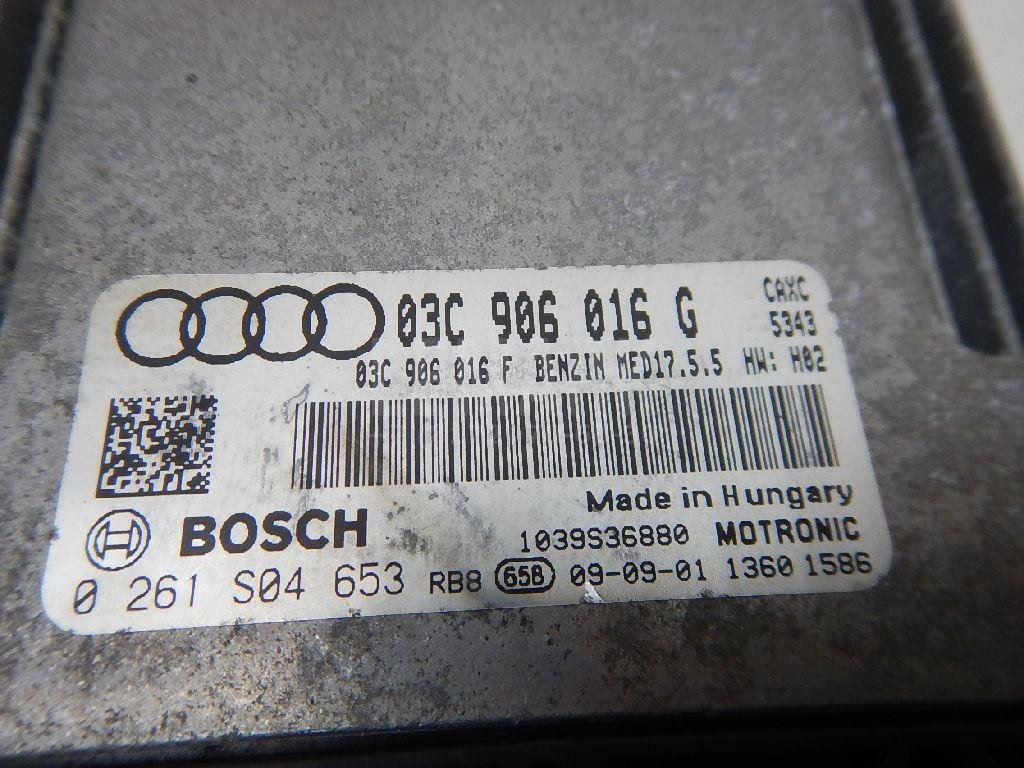 03C 906 016 G
CAXC
5343
03C 906 016 F BENZIN MED17.5.5 HW: H02
Made in Hungary
BOSCH
1039S36880 MOTRONIC
0 261 S04 653 RB8 65B 09-09-01 1360 1586